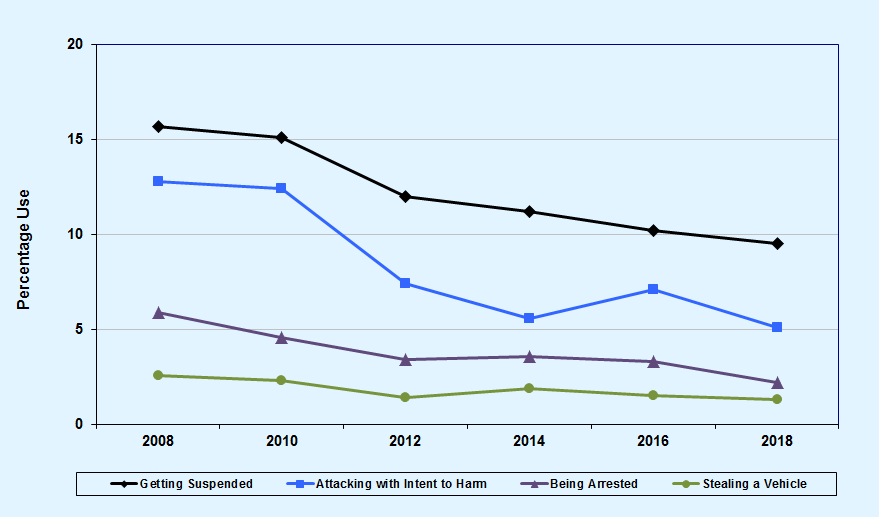 20
15
10
5
0
Percentage Use
2008 2010 2012 2014 2016 2018
Getting Suspended Attacking with Intent to Harm Being Arrested Stealing a Vehicle